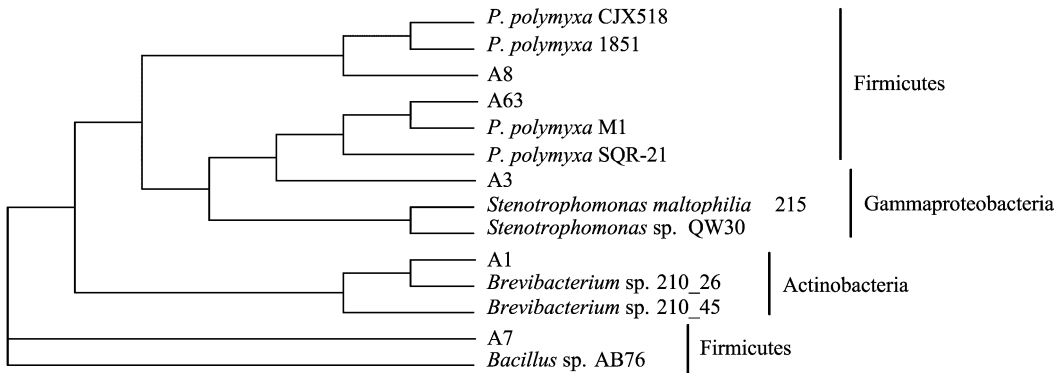 P. polymyxa CJX518
P. polymyxa 1851
A8
Firmicutes
A63
P. polymyxa M1
P. polymyxa SQR-21
A3
Stenotrophomonas maltophilia 215
Gammaproteobacteria
Stenotrophomonas sp. QW30
A1
Brevibacterium sp. 210_26
Actinobacteria
Brevibacterium sp. 210_45
A7
Firmicutes
Bacillus sp. AB76